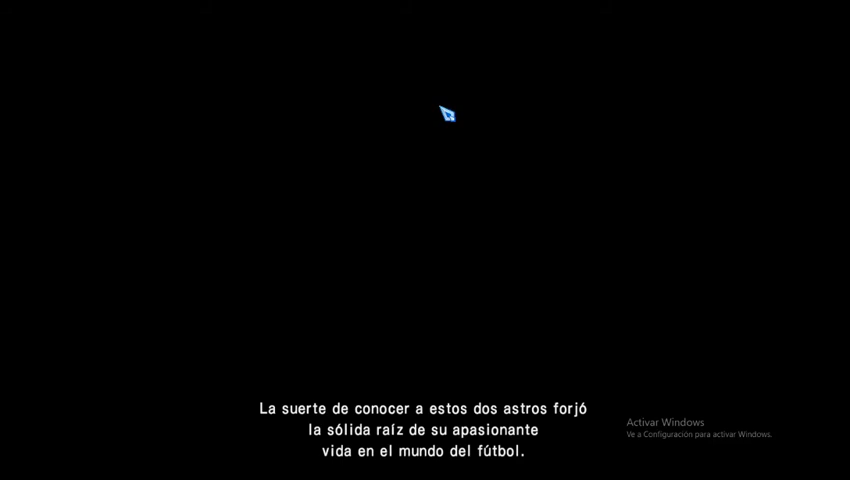 La suerte de conocer a estos dos astros forjó
la sólida raíz de su apasionante
vida en el mundo del fútbol.
Activar Windows
Ve a Configuración para activar Windows.